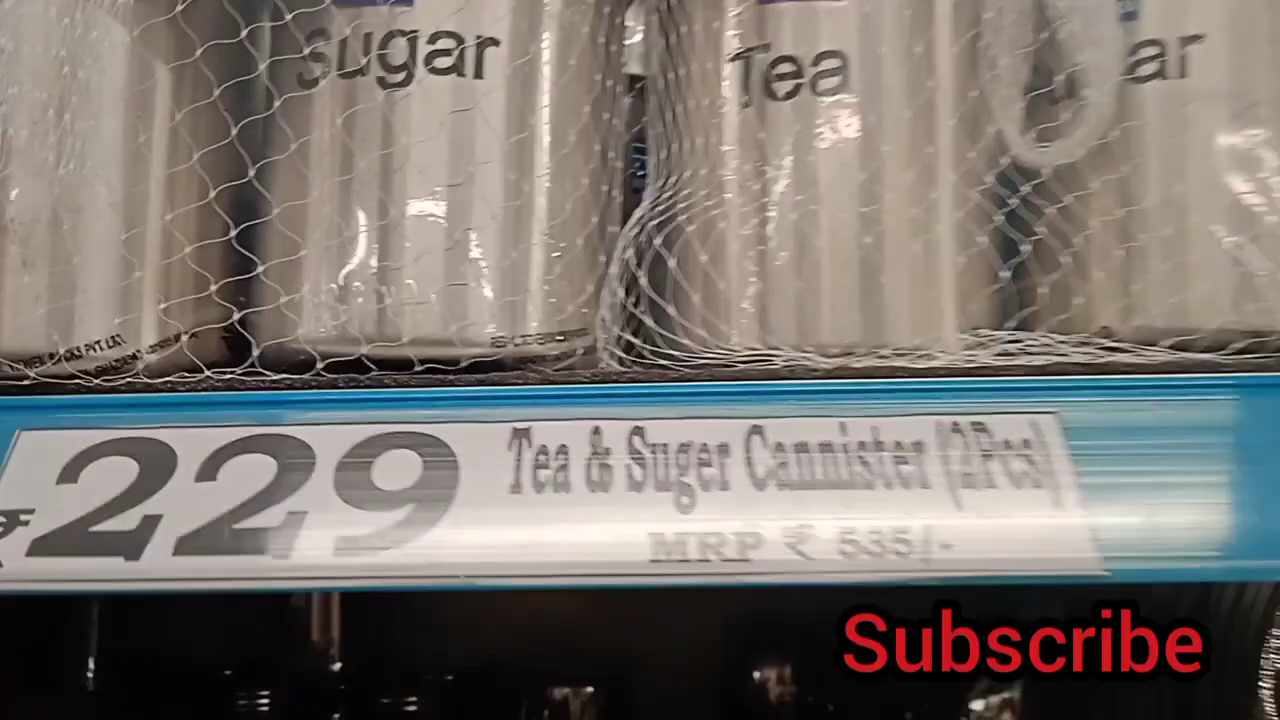 Sugar
Tea
ar
₹229
Tea & Suger Cannister (2Pcs)
MRP ₹ 535/-
Subscribe